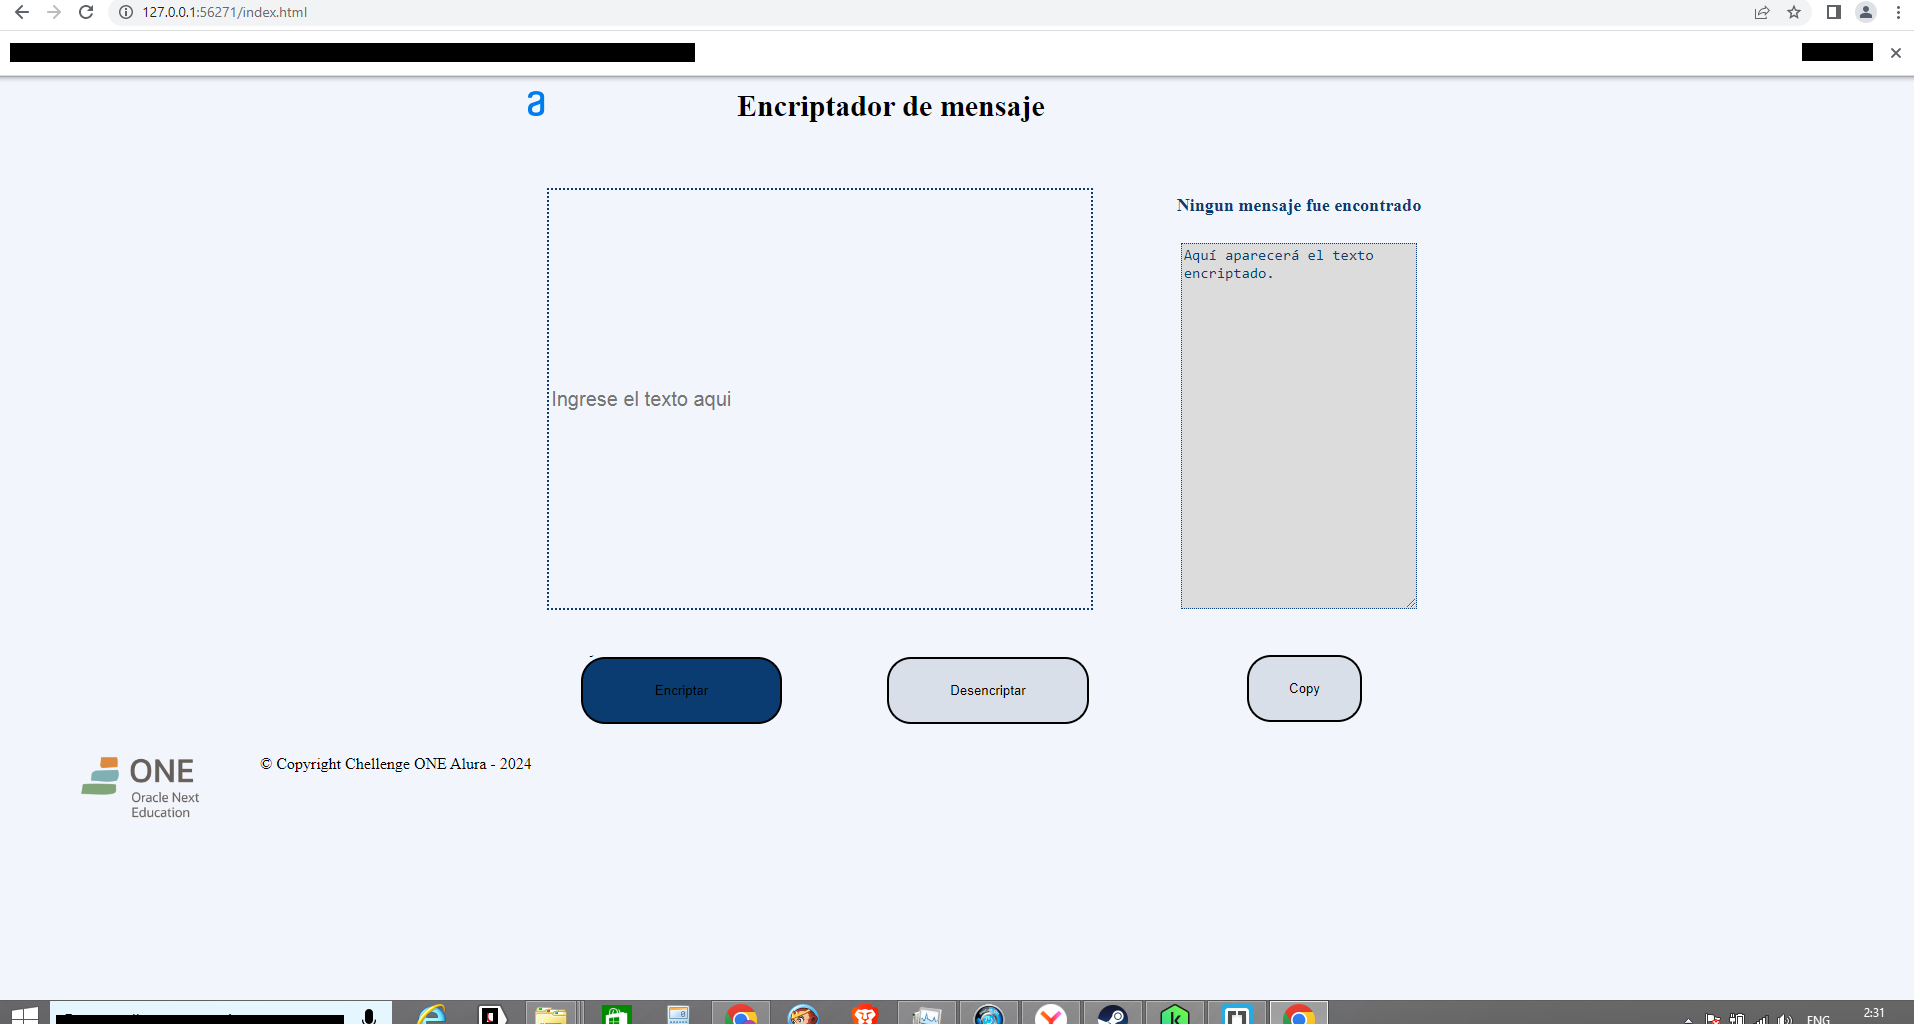 127.0.0.1:56271/index.html
a
Encriptador de mensaje
Ningun mensaje fue encontrado
Aquí aparecerá el texto
encriptado.
Ingrese el texto aqui
Encriptar
Desencriptar
Copy
ONE
Oracle Next
Education
© Copyright Chellenge ONE Alura - 2024
ENG
2:31